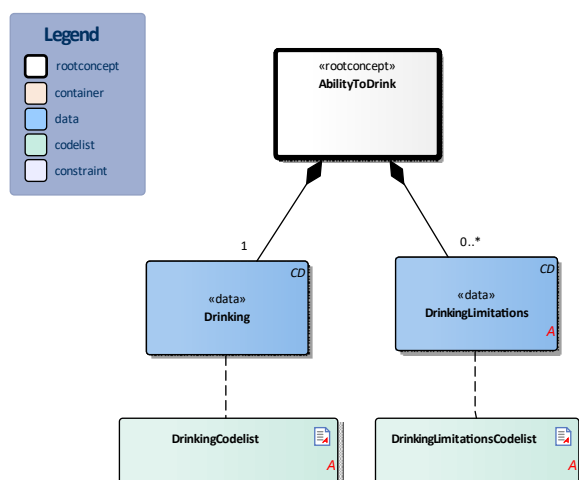 Legend
rootconcept
container
data
codelist
constraint
«rootconcept»
AbilityToDrink
1
0..*
CD
«data»
Drinking
CD
«data»
DrinkingLimitations
A
DrinkingCodelist
A
DrinkingLimitationsCodelist
A